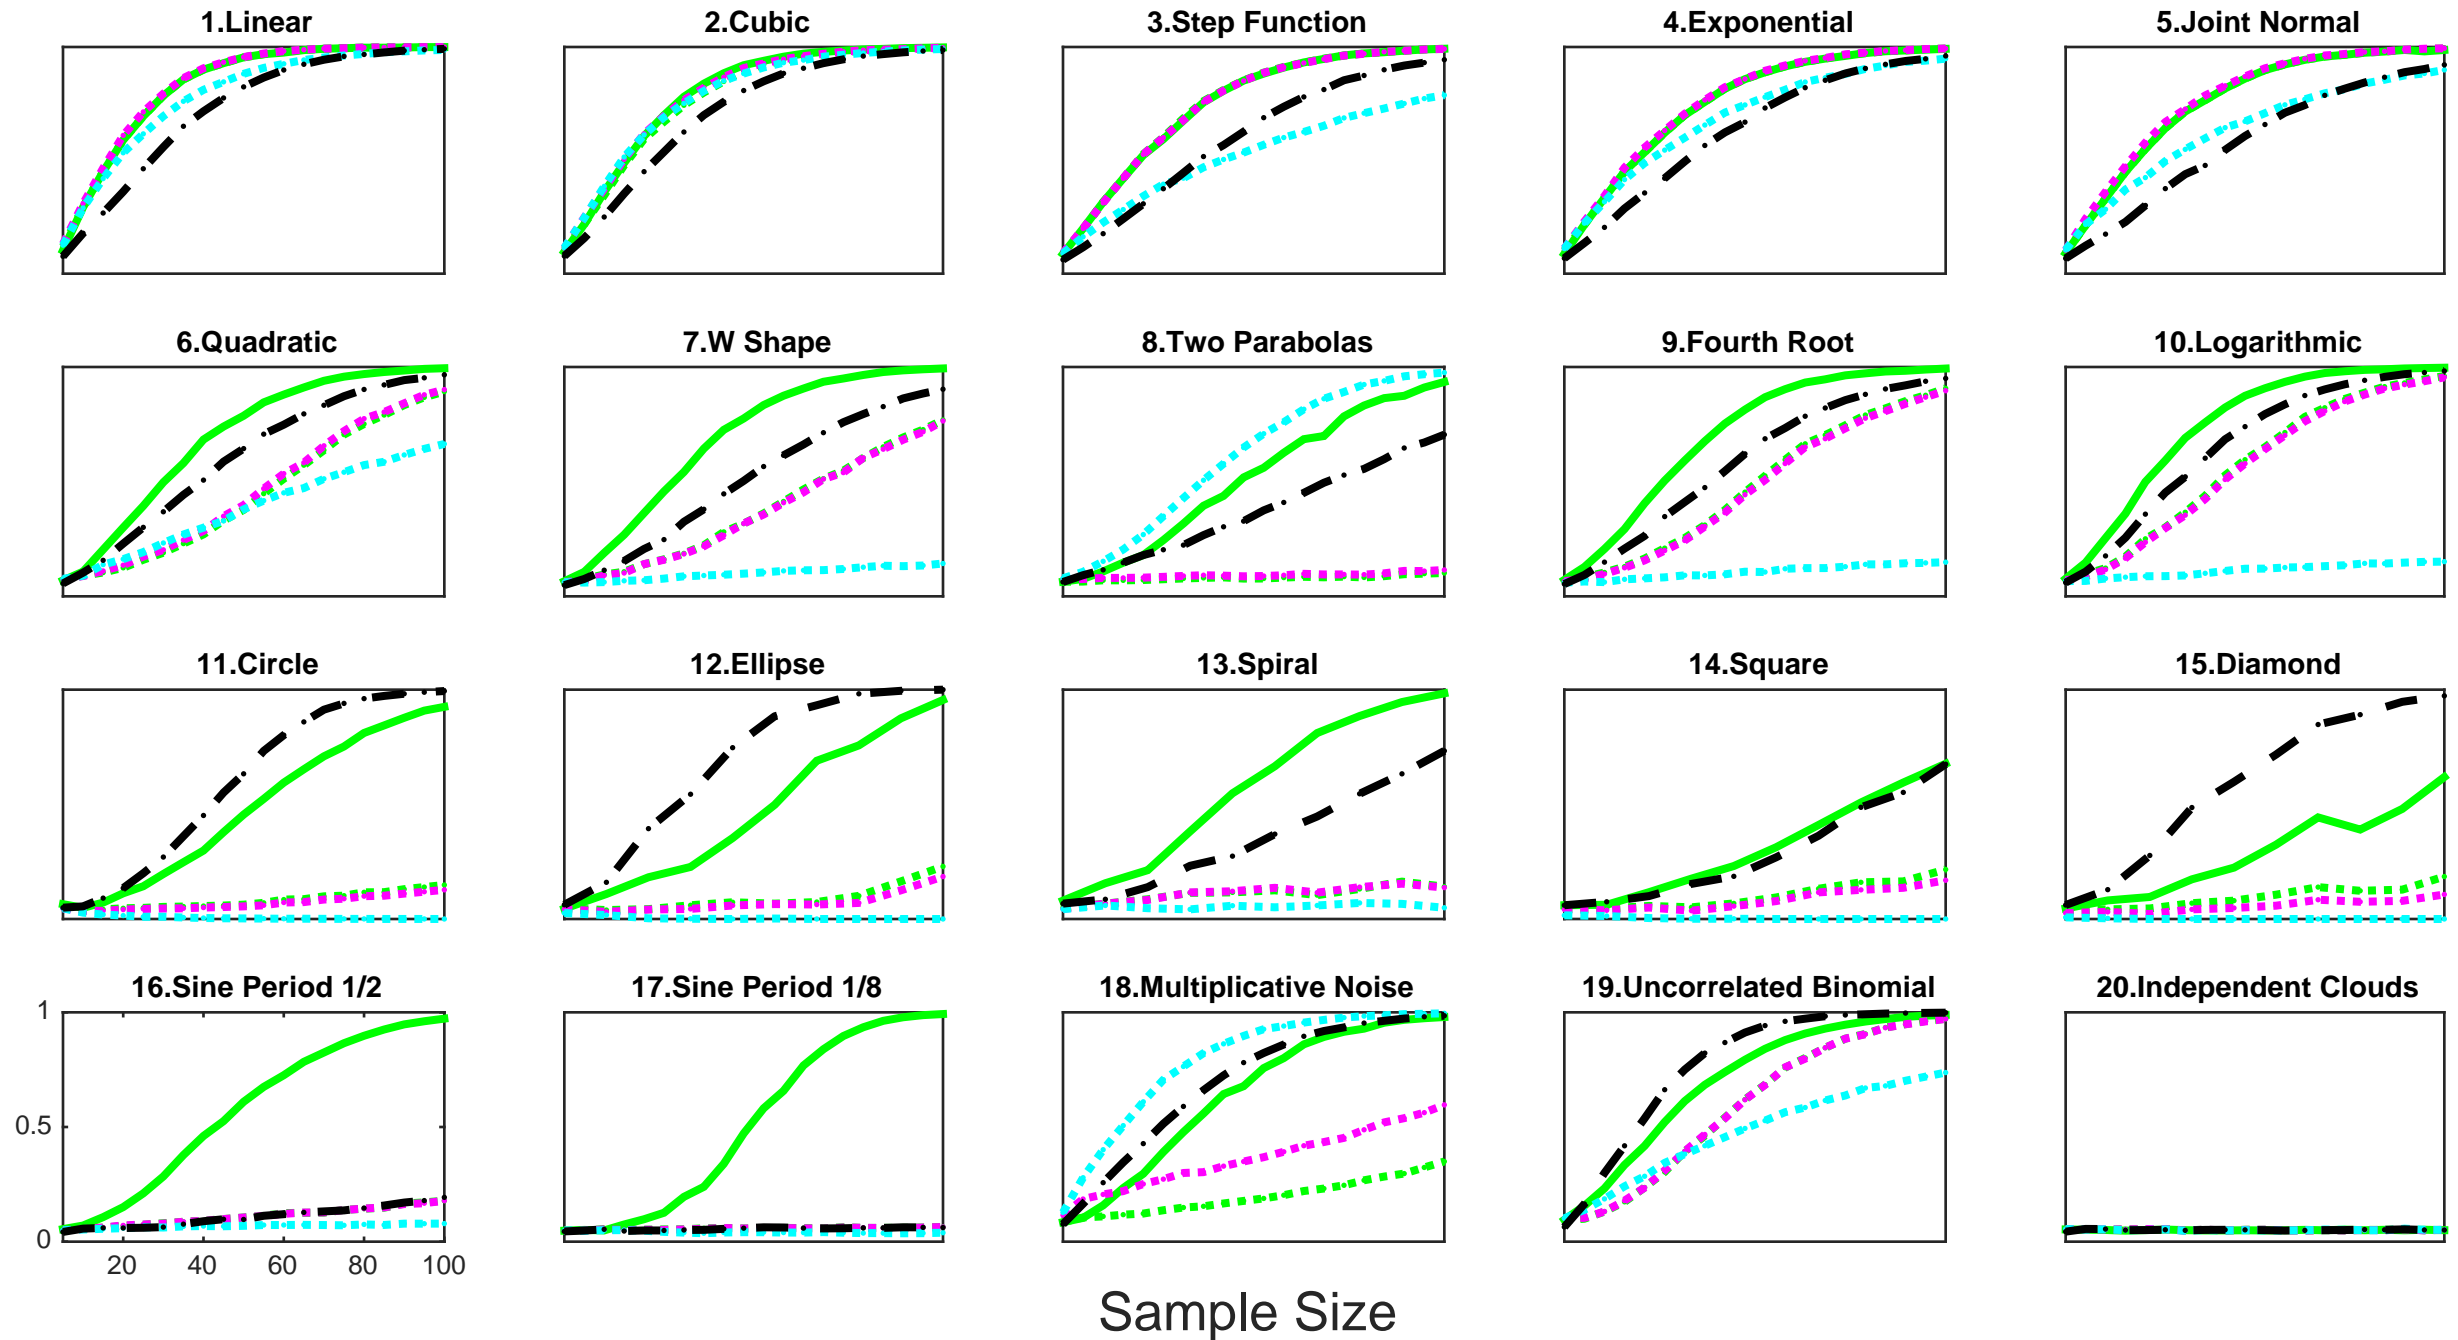 1.Linear
2.Cubic
3.Step Function
4.Exponential
5.Joint Normal
6.Quadratic
7.W Shape
8.Two Parabolas
9.Fourth Root
10.Logarithmic
11.Circle
12.Ellipse
13.Spiral
14.Square
15.Diamond
16.Sine Period 1/2
17.Sine Period 1/8
18.Multiplicative Noise
19.Uncorrelated Binomial
20.Independent Clouds
1
0.5
0
20 40 60 80 100
Sample Size